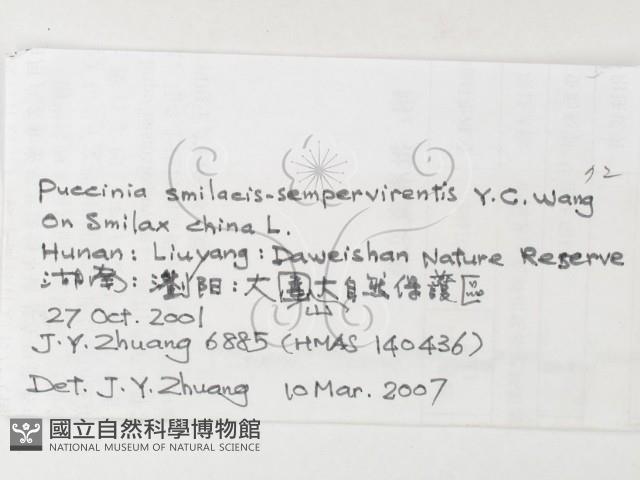 Puccinia smilacis-sempervirentis Y.C. Wang
On Smilax china L.
Hunan: Liuyang: Daweishan Nature Reserve
湖南: 瀏阳: 大圍山自然保護區
27 Oct. 2001
J.Y. Zhuang 6885 (HMAS 140436)
Det. J.Y. Zhuang 10 Mar. 2007
國立自然科學博物館
NATIONAL MUSEUM OF NATURAL SCIENCE